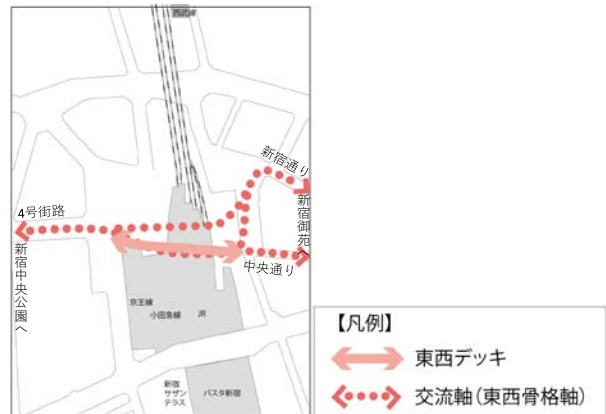 西武線
新宿通り
4号街路
新宿御苑へ
新宿中央公園へ
中央通り
京王線
小田急線
JR
新宿
サザン
テラス
バスタ新宿
【凡例】
東西デッキ
交流軸(東西骨格軸)